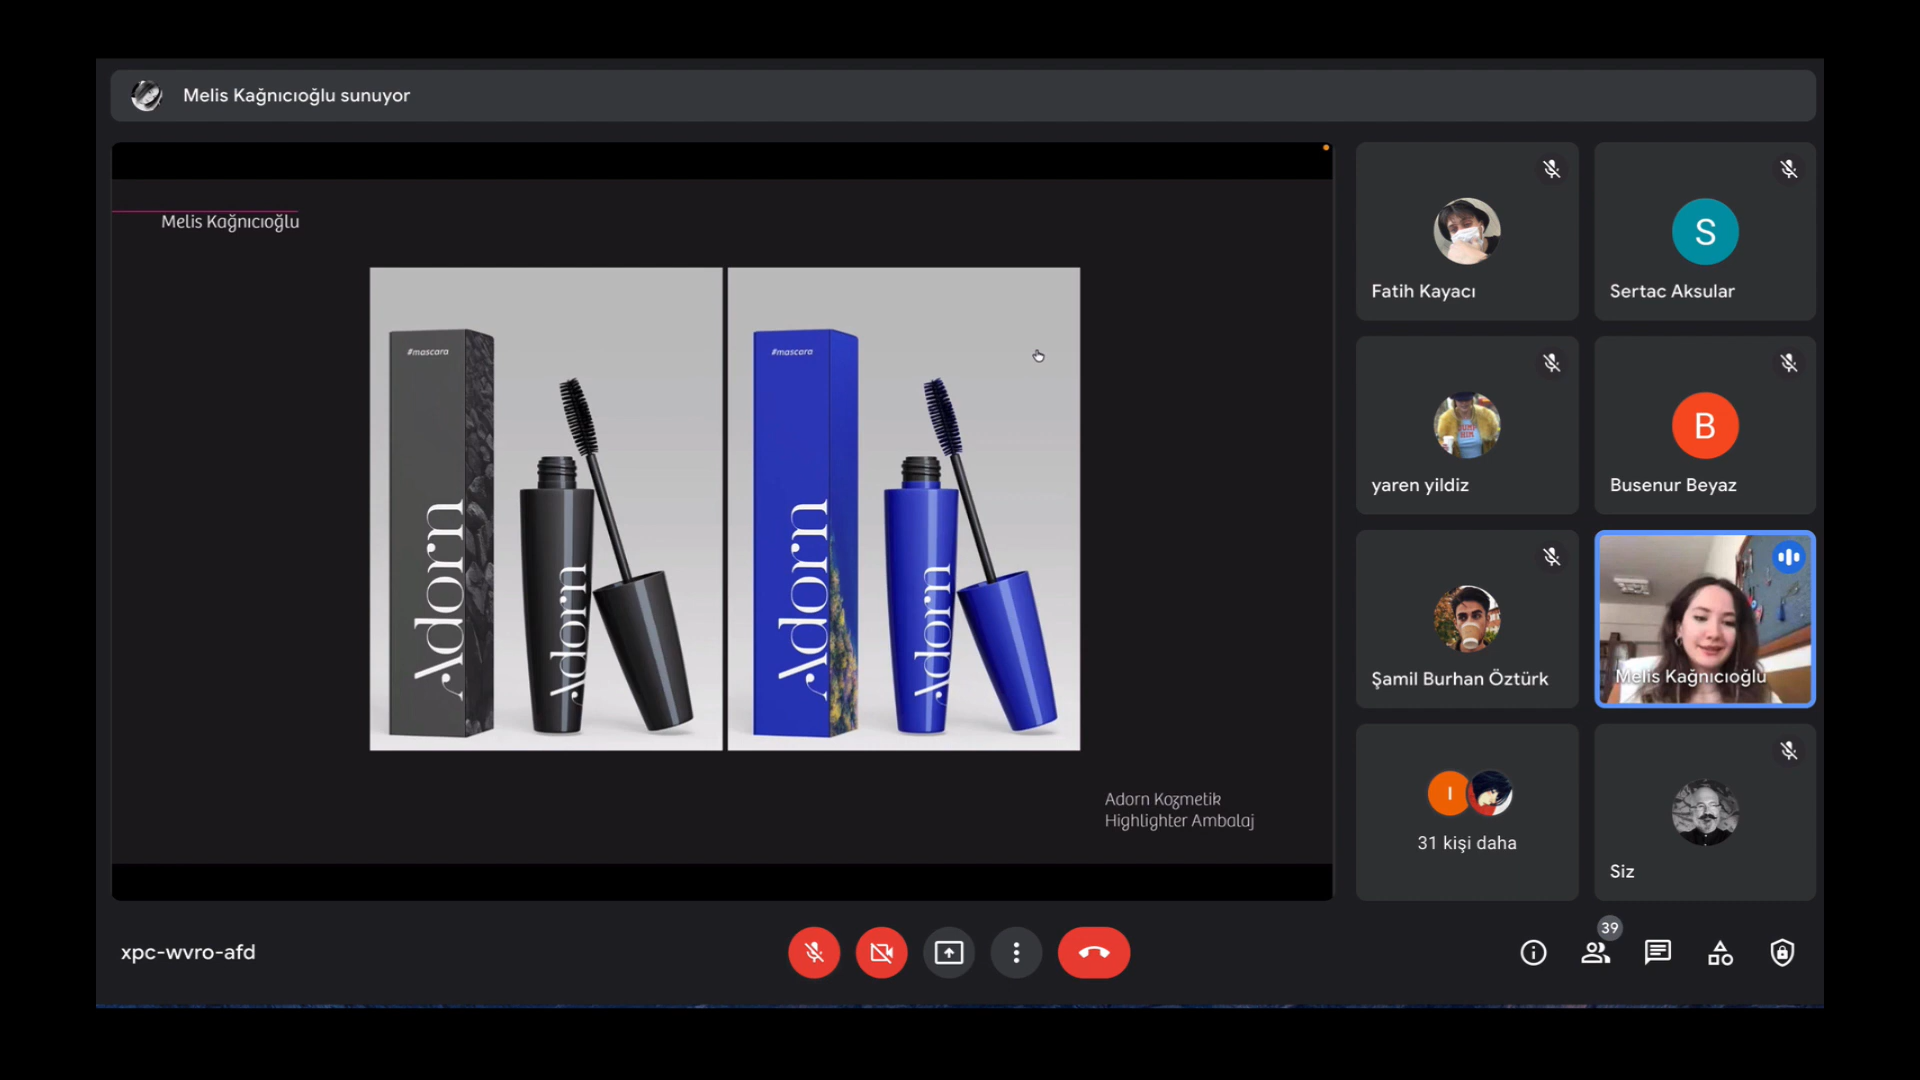 Melis Kağnıcıoğlu sunuyor
Melis Kağnıcıoğlu
#mascara
Adorn
Adorn
#mascara
Adorn
Adorn
Adorn Kozmetik
Highlighter Ambalaj
Fatih Kayacı
S
Sertac Aksular
yaren yildiz
B
Busenur Beyaz
Şamil Burhan Öztürk
Melis Kağnıcıoğlu
I
31 kişi daha
Siz
xpc-wvro-afd
39